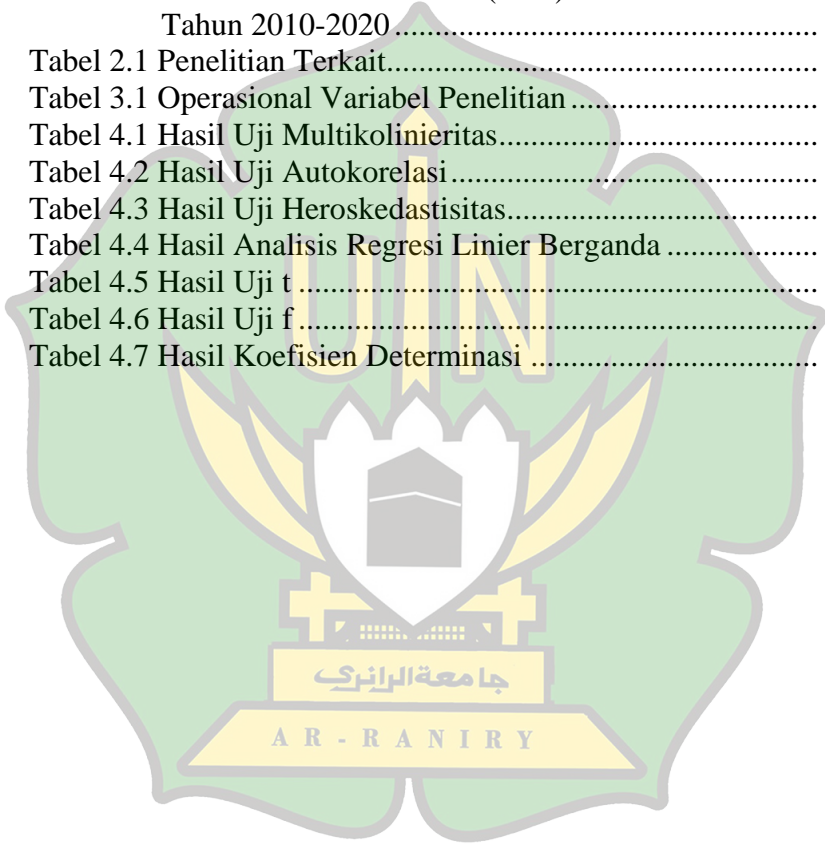 Tahun 2010-2020 ..................................................
Tabel 2.1 Penelitian Terkait..................................................
Tabel 3.1 Operasional Variabel Penelitian ..............................
Tabel 4.1 Hasil Uji Multikolinieritas.......................................
Tabel 4.2 Hasil Uji Autokorelasi.............................................
Tabel 4.3 Hasil Uji Heroskedastisitas......................................
Tabel 4.4 Hasil Analisis Regresi Linier Berganda ..................
Tabel 4.5 Hasil Uji t ................................................................
Tabel 4.6 Hasil Uji f ................................................................
Tabel 4.7 Hasil Koefisien Determinasi ...................................
UIN
جامعةالرانري
AR-RANIRY